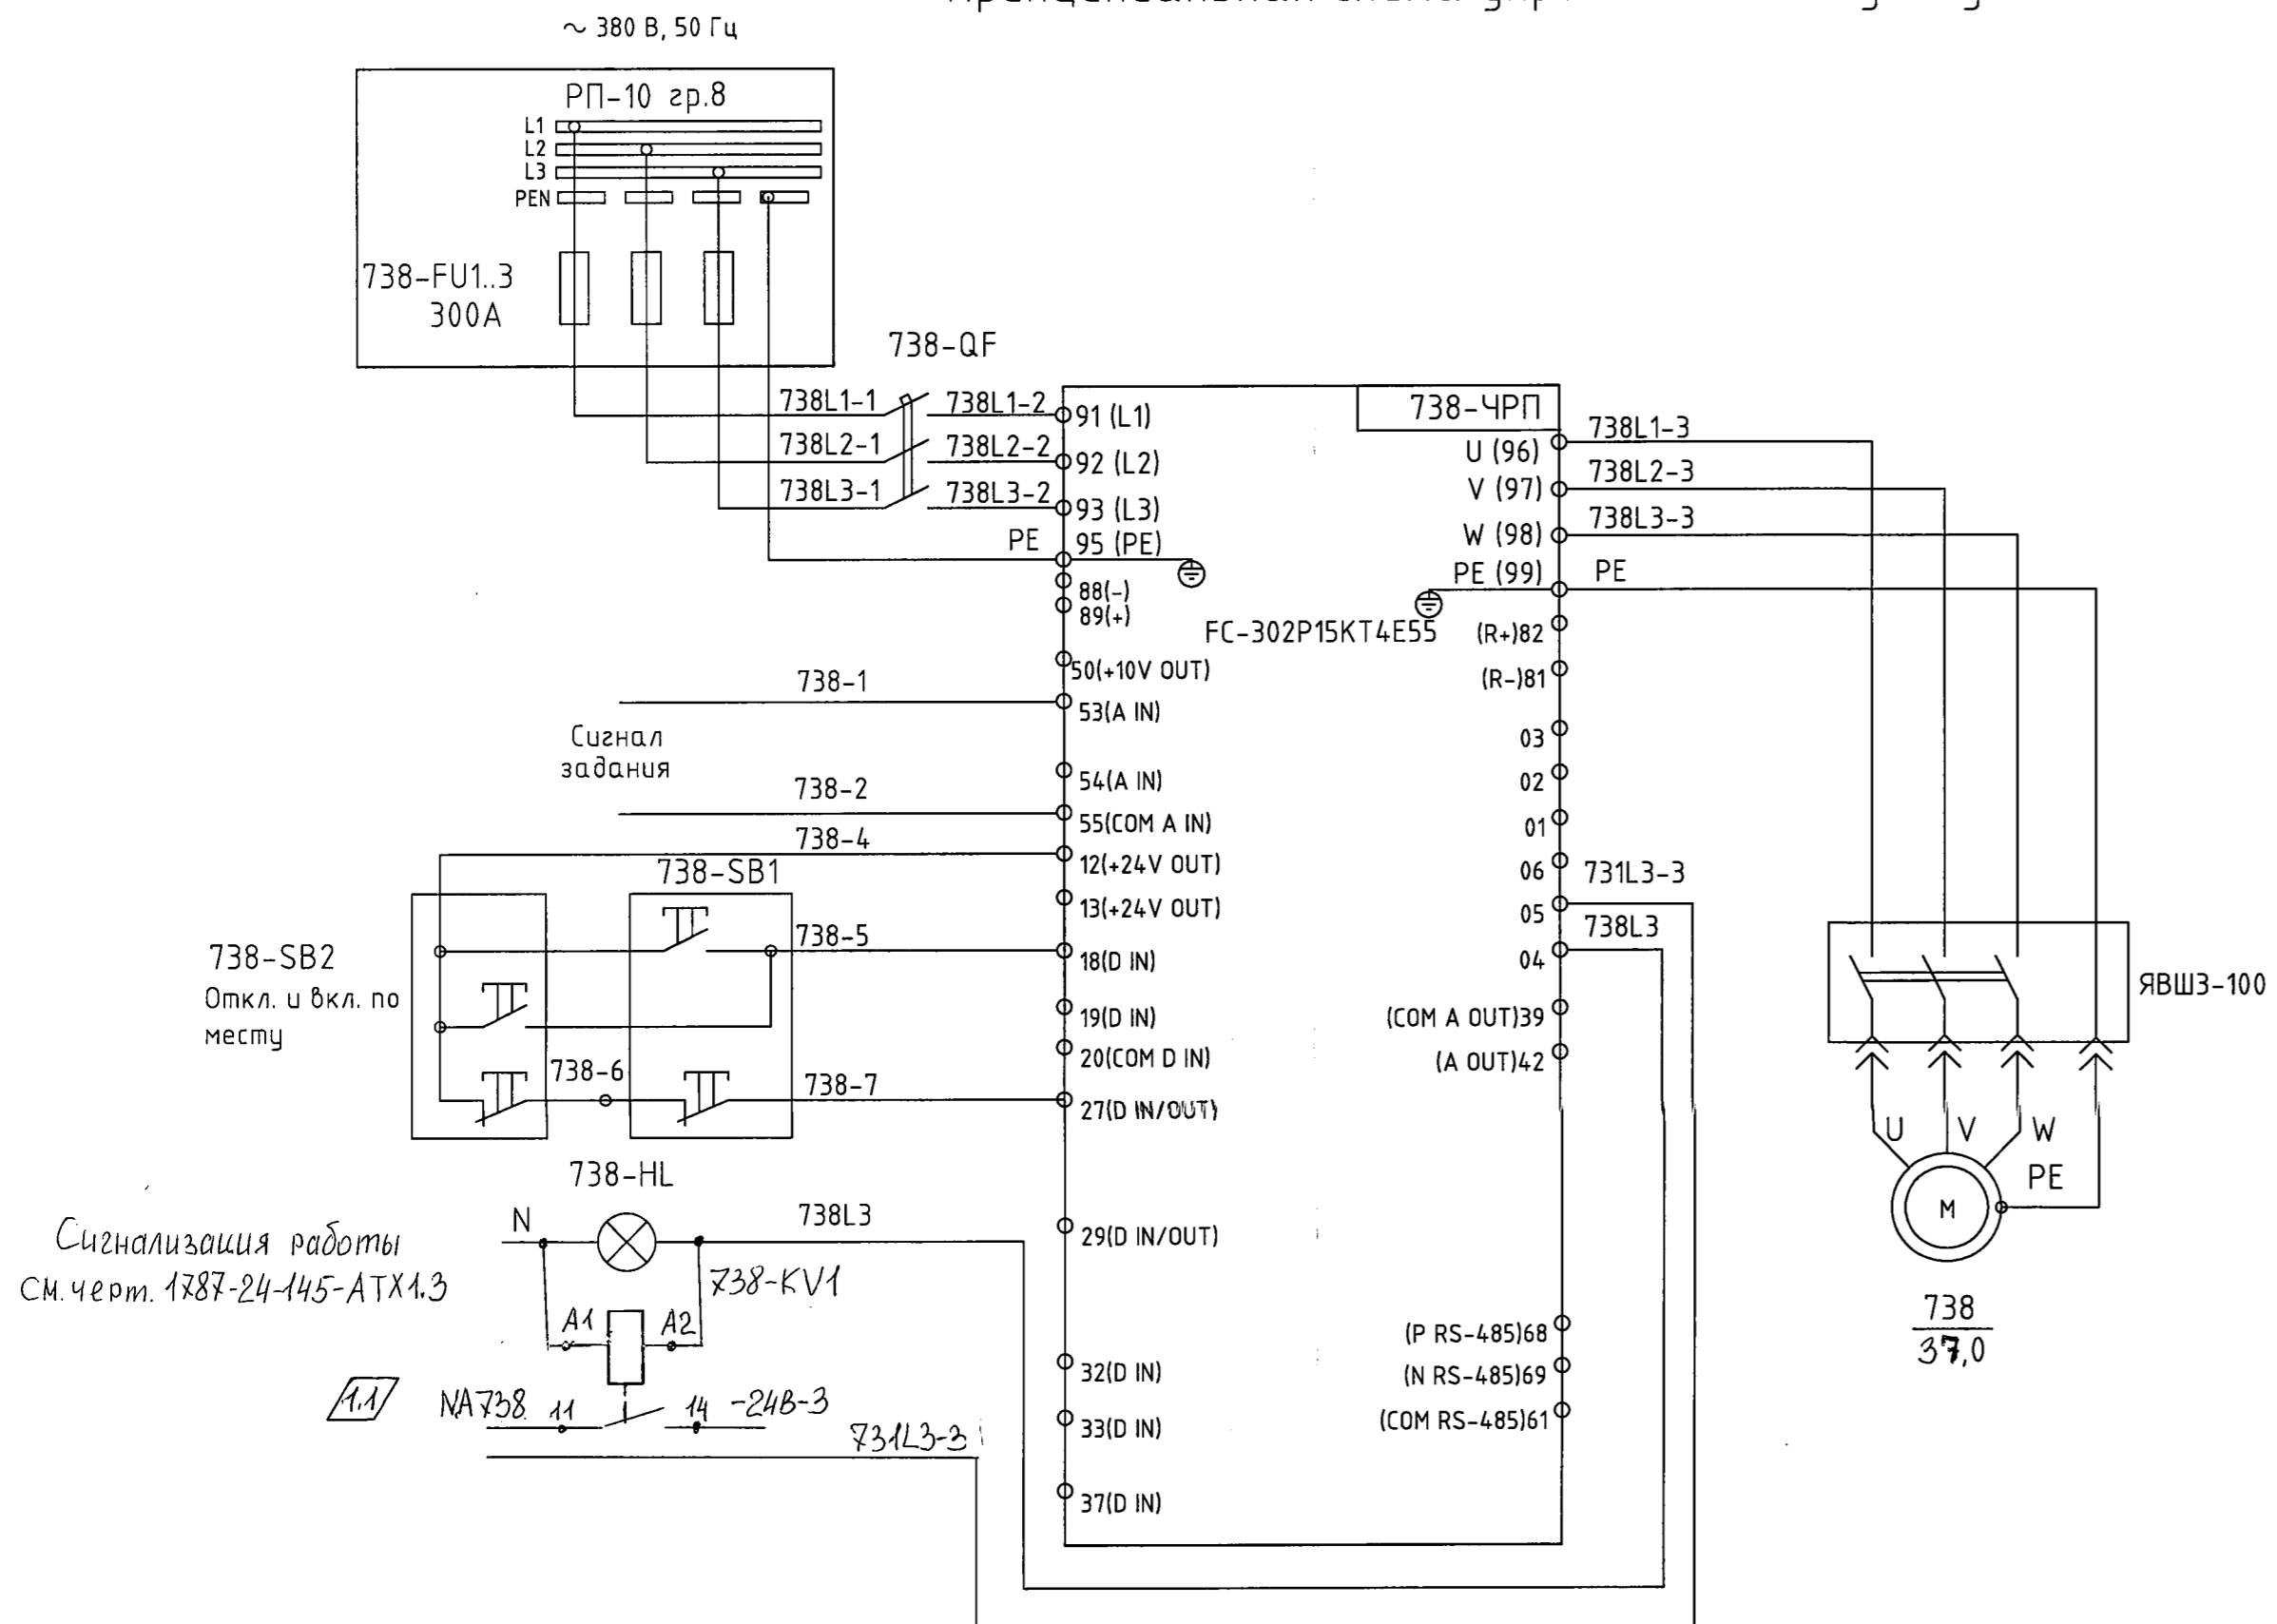 ~ 380 В, 50 Гц
РП-10 гр.8
L1
L2
L3
PEN
738-FU1..3
300А
738-QF
738L1-1
738L1-2
91 (L1)
738L2-1
738L2-2
92 (L2)
738L3-1
738L3-2
93 (L3)
PE
95 (PE)
88(-)
89(+)
50(+10V OUT)
738-1
53(A IN)
Сигнал
задания
54(A IN)
738-2
55(COM A IN)
738-4
12(+24V OUT)
13(+24V OUT)
738-SB1
738-5
18(D IN)
738-SB2
Откл. и вкл. по
месту
19(D IN)
20(COM D IN)
738-6
738-7
27(D IN/OUT)
738-HL
N
738L3
29(D IN/OUT)
Сигнализация работы
см. черт. 1787-24-145-АТХ1.3
738-KV1
A1
A2
1.1
NA738
11
14
-24В-3
731L3-3
32(D IN)
33(D IN)
37(D IN)
738-ЧРП
FC-302P15KT4E55
U (96)
738L1-3
V (97)
738L2-3
W (98)
738L3-3
PE (99)
PE
(R+)82
(R-)81
03
02
01
06
731L3-3
05
738L3
04
(COM A OUT)39
(A OUT)42
(P RS-485)68
(N RS-485)69
(COM RS-485)61
ЯВШ3-100
U
V
W
PE
М
738
37,0